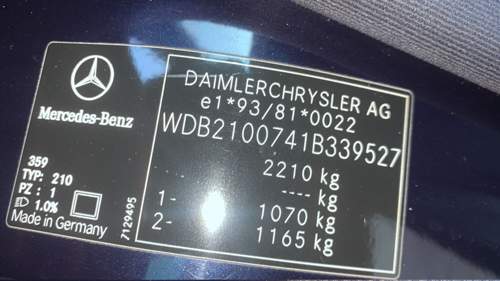 Mercedes-Benz
359
TYP: 210
PZ : 1
1.0%
Made in Germany
7129495
DAIMLERCHRYSLER AG
e1*93/81*0022
WDB2100741B339527
2210 kg
---- kg
1- 1070 kg
2- 1165 kg